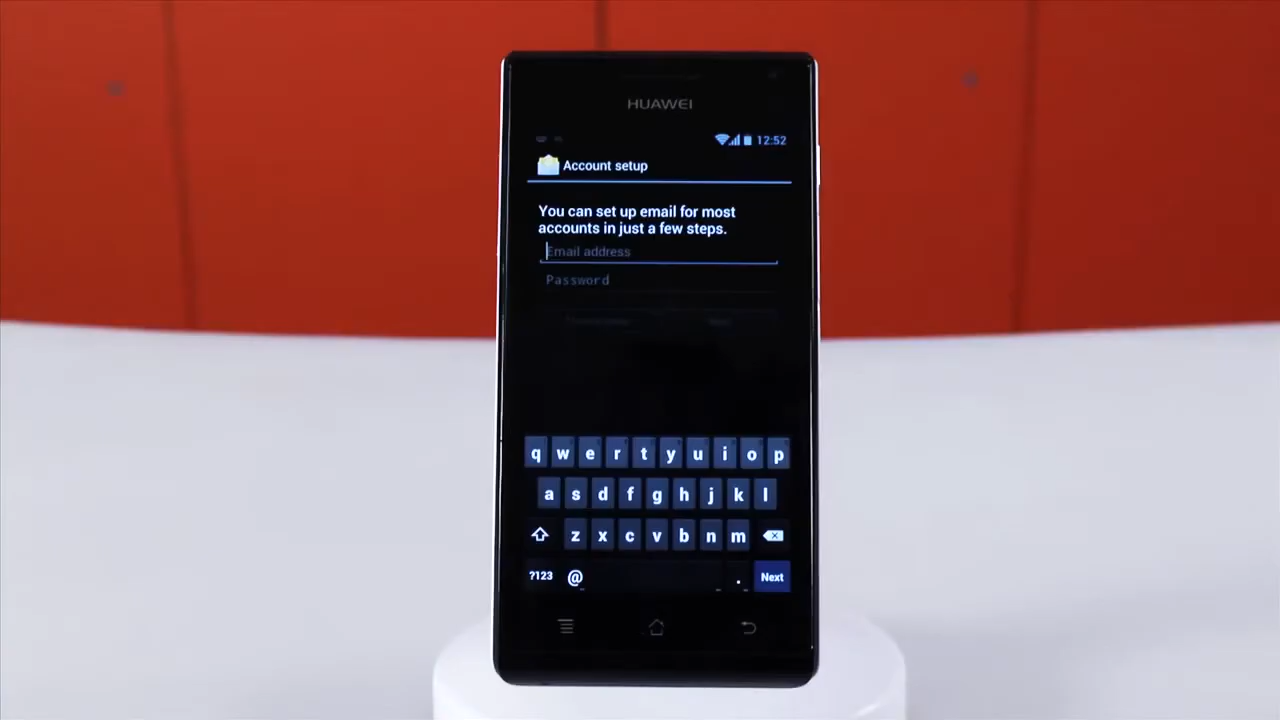 HUAWEI
12:52
Account setup
You can set up email for most
accounts in just a few steps.
Email address
Password
q w e r t y u i o p
a s d f g h j k l
z x c v b n m
?123 @ . Next